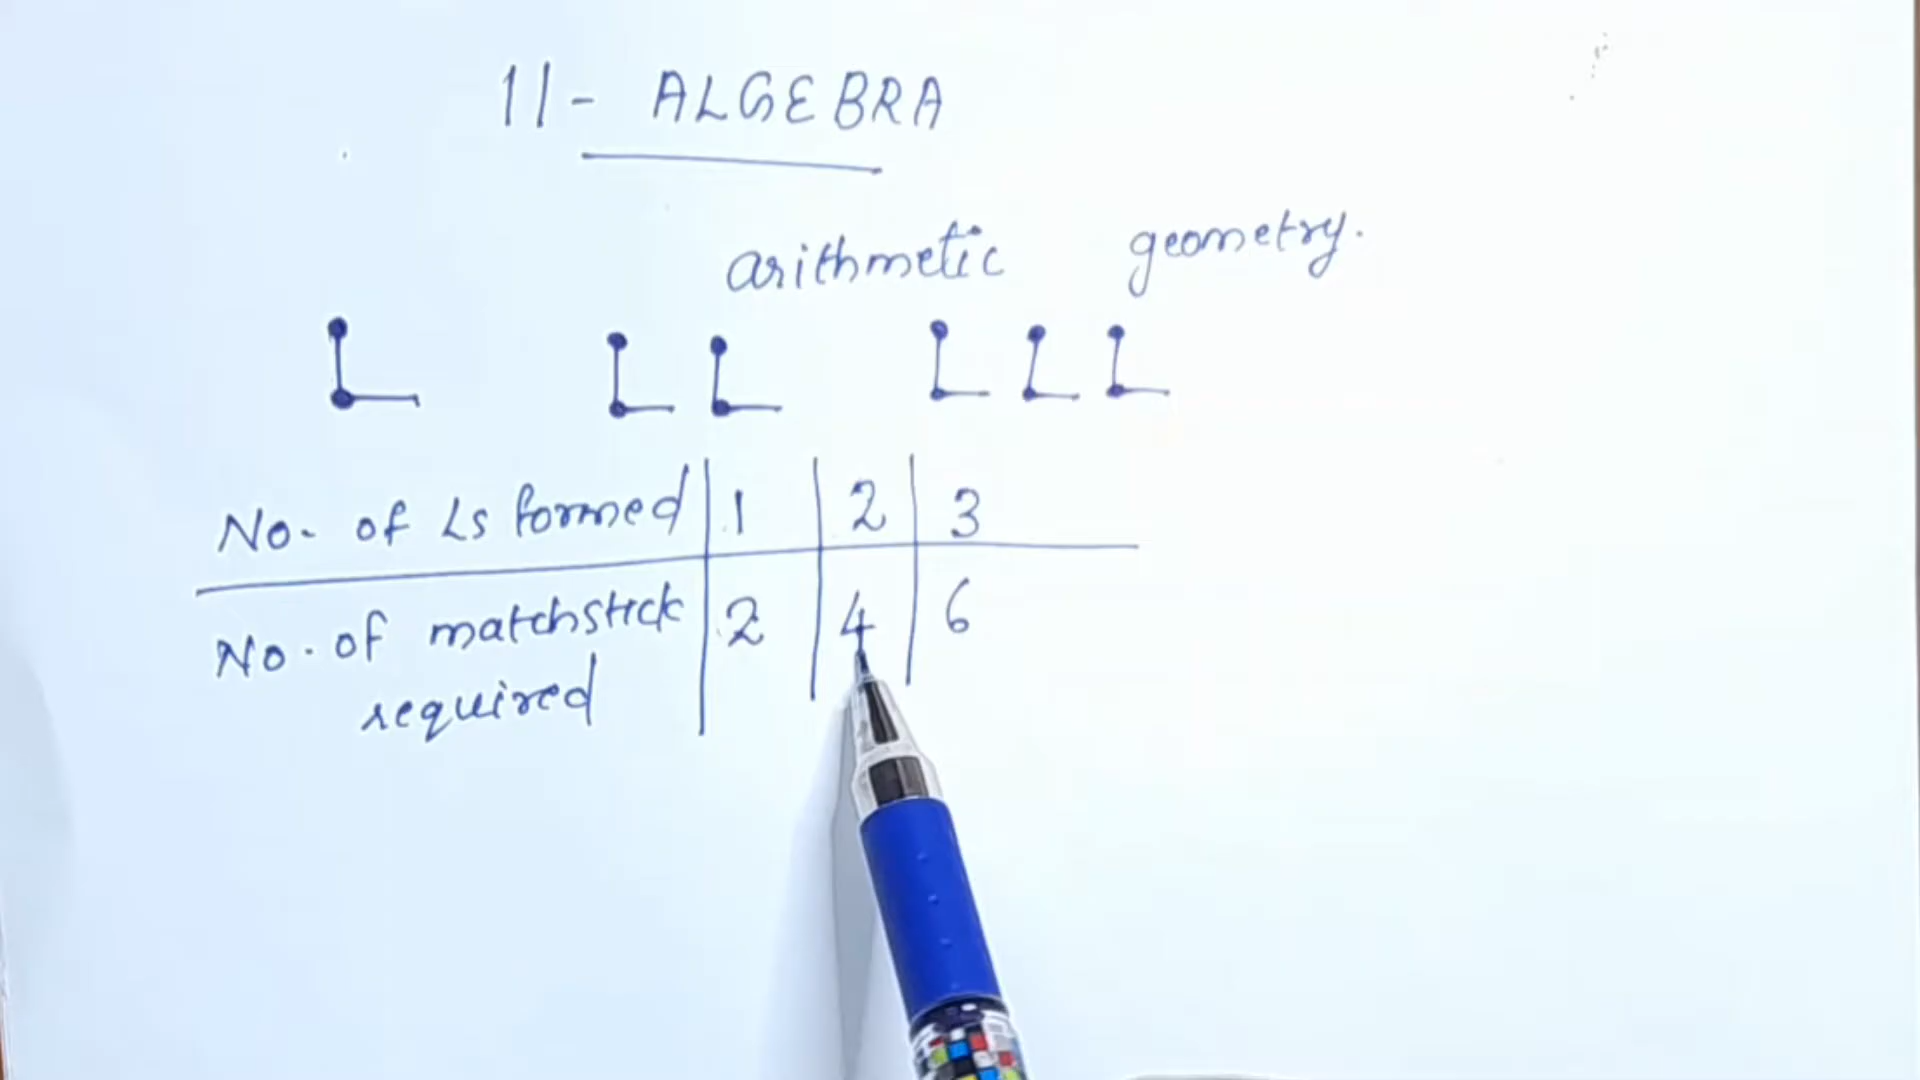 11- ALGEBRA
arithmetic geometry.
No. of Ls formed 1 2 3
No. of matchstick 2 4 6
required